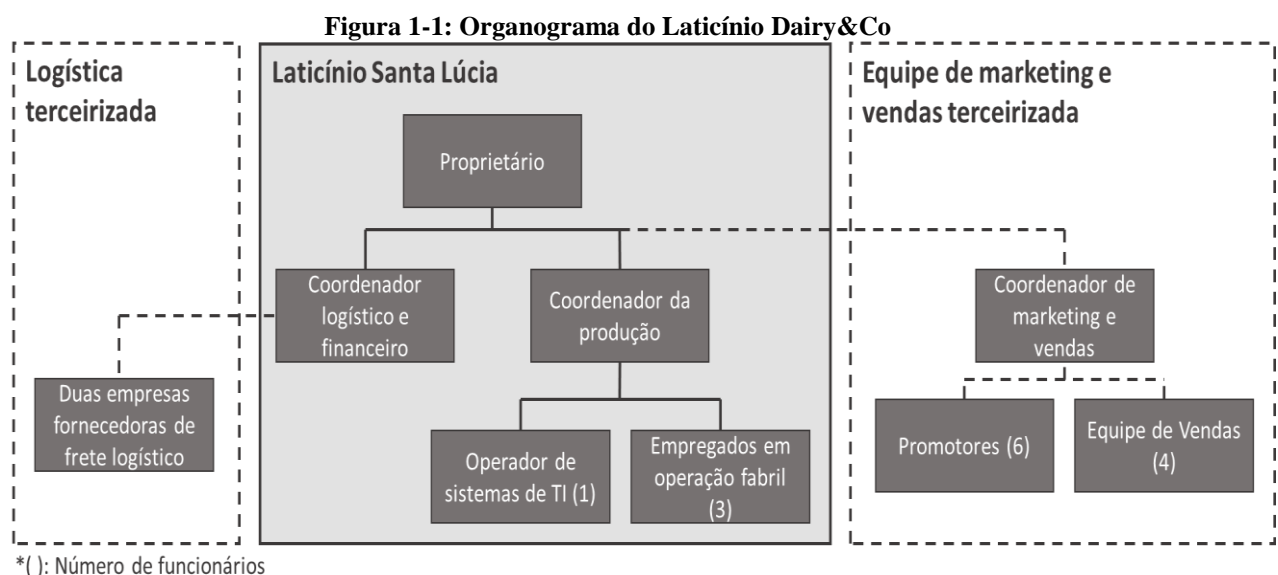 Figura 1-1: Organograma do Laticínio Dairy&Co
Logística
terceirizada
Laticínio Santa Lúcia
Equipe de marketing e
vendas terceirizada
Proprietário
Coordenador
logístico e
financeiro
Coordenador da
produção
Coordenador de
marketing e
vendas
Duas empresas
fornecedoras de
frete logístico
Operador de
sistemas de TI (1)
Empregados em
operação fabril
(3)
Promotores (6)
Equipe de Vendas
(4)
*( ): Número de funcionários